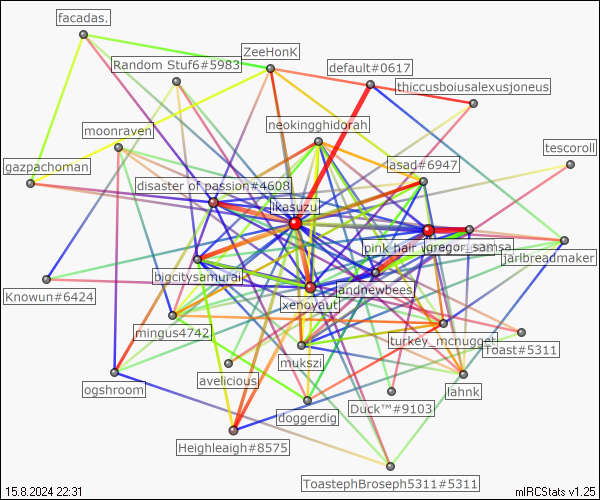 facadas.
ZeeHonK
Random Stuf6#5983
default#0617
thiccusboiusalexusjoneus
neokingghidorah
moonraven
tescoroll
gazpachoman
asad#6947
disaster of passion#4608
likasuzu
pink hair
gregor_samsa
jarlbreadmaker
bigcitysamurai
Knowun#6424
andnewbees
xenoyaut
mingus4742
turkey_mcnugget
Toast#5311
mukszi
ogshroom
avelicious
lahnk
Duck™#9103
doggerdig
Heighleaigh#8575
ToastephBroseph5311#5311
15.8.2024 22:31
mIRCStats v1.25